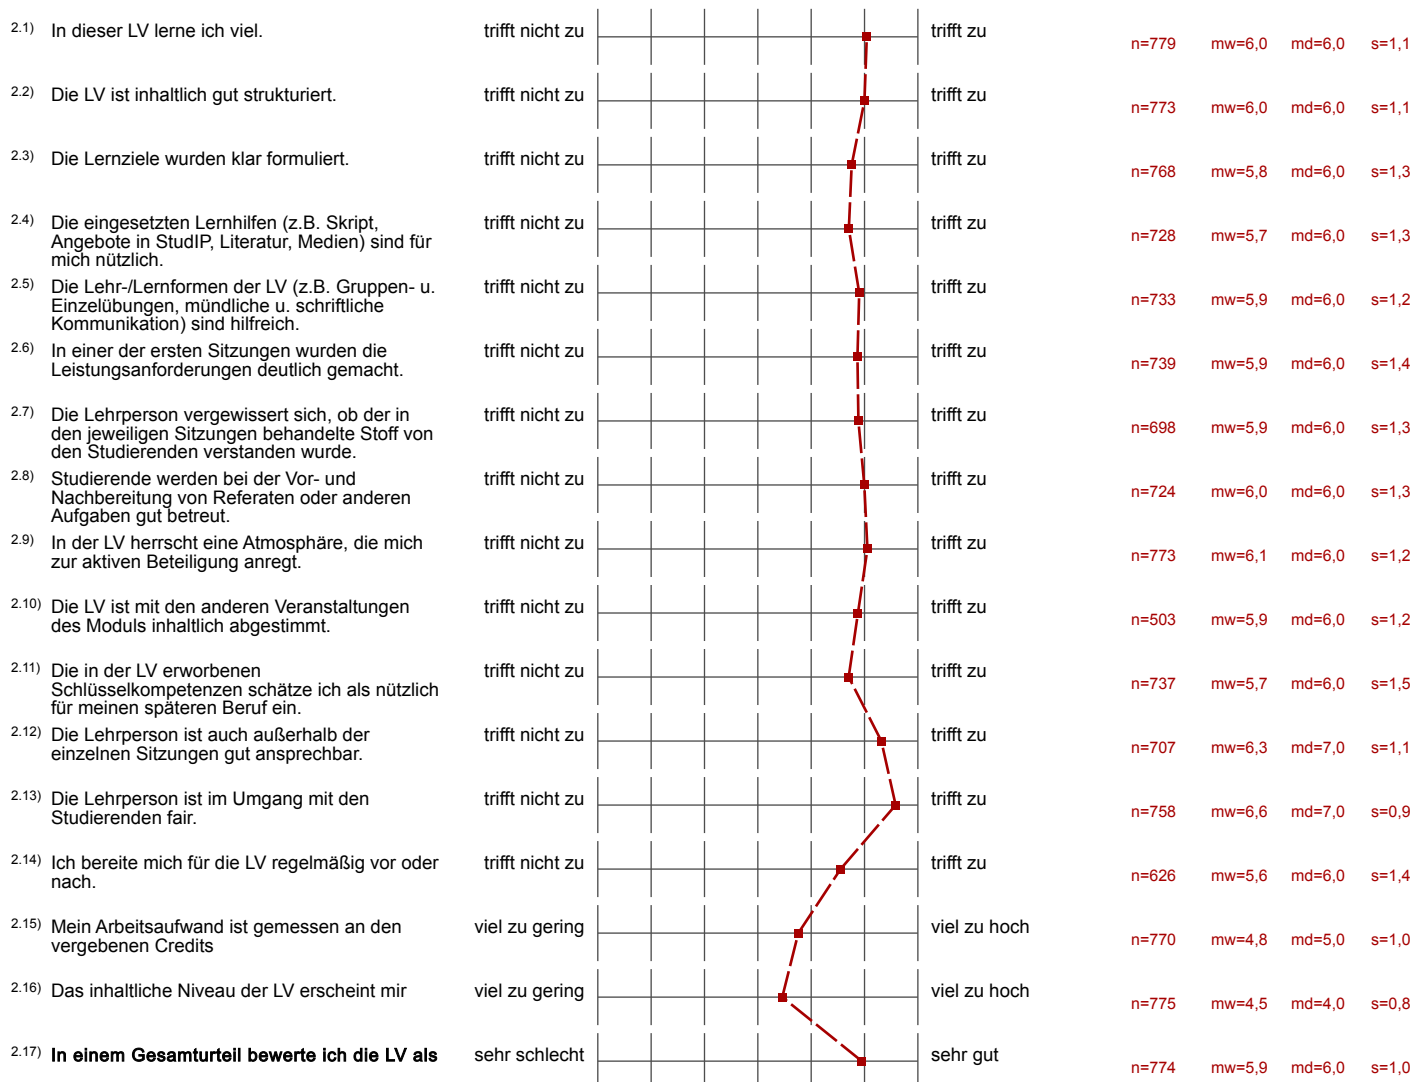 2.1) In dieser LV lerne ich viel. trifft nicht zu trifft zu n=779 mw=6,0 md=6,0 s=1,1
2.2) Die LV ist inhaltlich gut strukturiert. trifft nicht zu trifft zu n=773 mw=6,0 md=6,0 s=1,1
2.3) Die Lernziele wurden klar formuliert. trifft nicht zu trifft zu n=768 mw=5,8 md=6,0 s=1,3
2.4) Die eingesetzten Lernhilfen (z.B. Skript, trifft nicht zu trifft zu n=728 mw=5,7 md=6,0 s=1,3
Angebote in StudIP, Literatur, Medien) sind für
mich nützlich.
2.5) Die Lehr-/Lernformen der LV (z.B. Gruppen- u. trifft nicht zu trifft zu n=733 mw=5,9 md=6,0 s=1,2
Einzelübungen, mündliche u. schriftliche
Kommunikation) sind hilfreich.
2.6) In einer der ersten Sitzungen wurden die trifft nicht zu trifft zu n=739 mw=5,9 md=6,0 s=1,4
Leistungsanforderungen deutlich gemacht.
2.7) Die Lehrperson vergewissert sich, ob der in trifft nicht zu trifft zu n=698 mw=5,9 md=6,0 s=1,3
den jeweiligen Sitzungen behandelte Stoff von
den Studierenden verstanden wurde.
2.8) Studierende werden bei der Vor- und trifft nicht zu trifft zu n=724 mw=6,0 md=6,0 s=1,3
Nachbereitung von Referaten oder anderen
Aufgaben gut betreut.
2.9) In der LV herrscht eine Atmosphäre, die mich trifft nicht zu trifft zu n=773 mw=6,1 md=6,0 s=1,2
zur aktiven Beteiligung anregt.
2.10) Die LV ist mit den anderen Veranstaltungen trifft nicht zu trifft zu n=503 mw=5,9 md=6,0 s=1,2
des Moduls inhaltlich abgestimmt.
2.11) Die in der LV erworbenen trifft nicht zu trifft zu n=737 mw=5,7 md=6,0 s=1,5
Schlüsselkompetenzen schätze ich als nützlich
für meinen späteren Beruf ein.
2.12) Die Lehrperson ist auch außerhalb der trifft nicht zu trifft zu n=707 mw=6,3 md=7,0 s=1,1
einzelnen Sitzungen gut ansprechbar.
2.13) Die Lehrperson ist im Umgang mit den trifft nicht zu trifft zu n=758 mw=6,6 md=7,0 s=0,9
Studierenden fair.
2.14) Ich bereite mich für die LV regelmäßig vor oder trifft nicht zu trifft zu n=626 mw=5,6 md=6,0 s=1,4
nach.
2.15) Mein Arbeitsaufwand ist gemessen an den viel zu gering viel zu hoch n=770 mw=4,8 md=5,0 s=1,0
vergebenen Credits
2.16) Das inhaltliche Niveau der LV erscheint mir viel zu gering viel zu hoch n=775 mw=4,5 md=4,0 s=0,8
2.17) In einem Gesamturteil bewerte ich die LV als sehr schlecht sehr gut n=774 mw=5,9 md=6,0 s=1,0